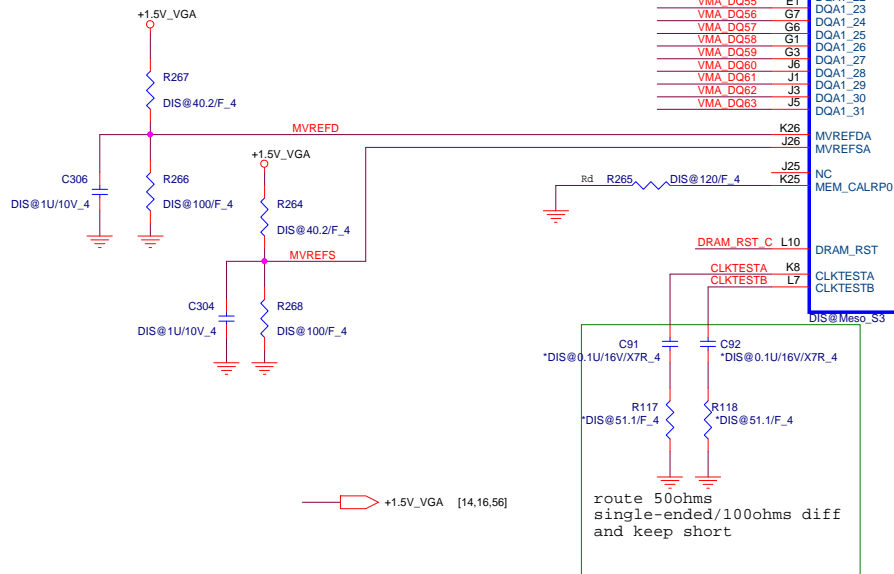 VMA_DQ55 E1
VMA_DQ56 G7 DQA1_23
VMA_DQ57 G6 DQA1_24
VMA_DQ58 G1 DQA1_25
VMA_DQ59 G3 DQA1_26
VMA_DQ60 J6 DQA1_27
VMA_DQ61 J1 DQA1_28
VMA_DQ62 J3 DQA1_29
VMA_DQ63 J5 DQA1_30
DQA1_31
+1.5V_VGA
R267
DIS@40.2/F_4
MVREFD K26 MVREFDA
J26 MVREFSA
+1.5V_VGA
C306
DIS@1U/10V_4
R266
DIS@100/F_4
R264
DIS@40.2/F_4
J25 NC
Rd R265 DIS@120/F_4 K25 MEM_CALRP0
MVREFS
DRAM_RST_C L10 DRAM_RST
CLKTESTA K8 CLKTESTA
CLKTESTB L7 CLKTESTB
C304
DIS@1U/10V_4
R268
DIS@100/F_4
DIS@Meso_S3
C91
*DIS@0.1U/16V/X7R_4
C92
*DIS@0.1U/16V/X7R_4
R117
*DIS@51.1/F_4
R118
*DIS@51.1/F_4
+1.5V_VGA [14,16,56]
route 50ohms
single-ended/100ohms diff
and keep short